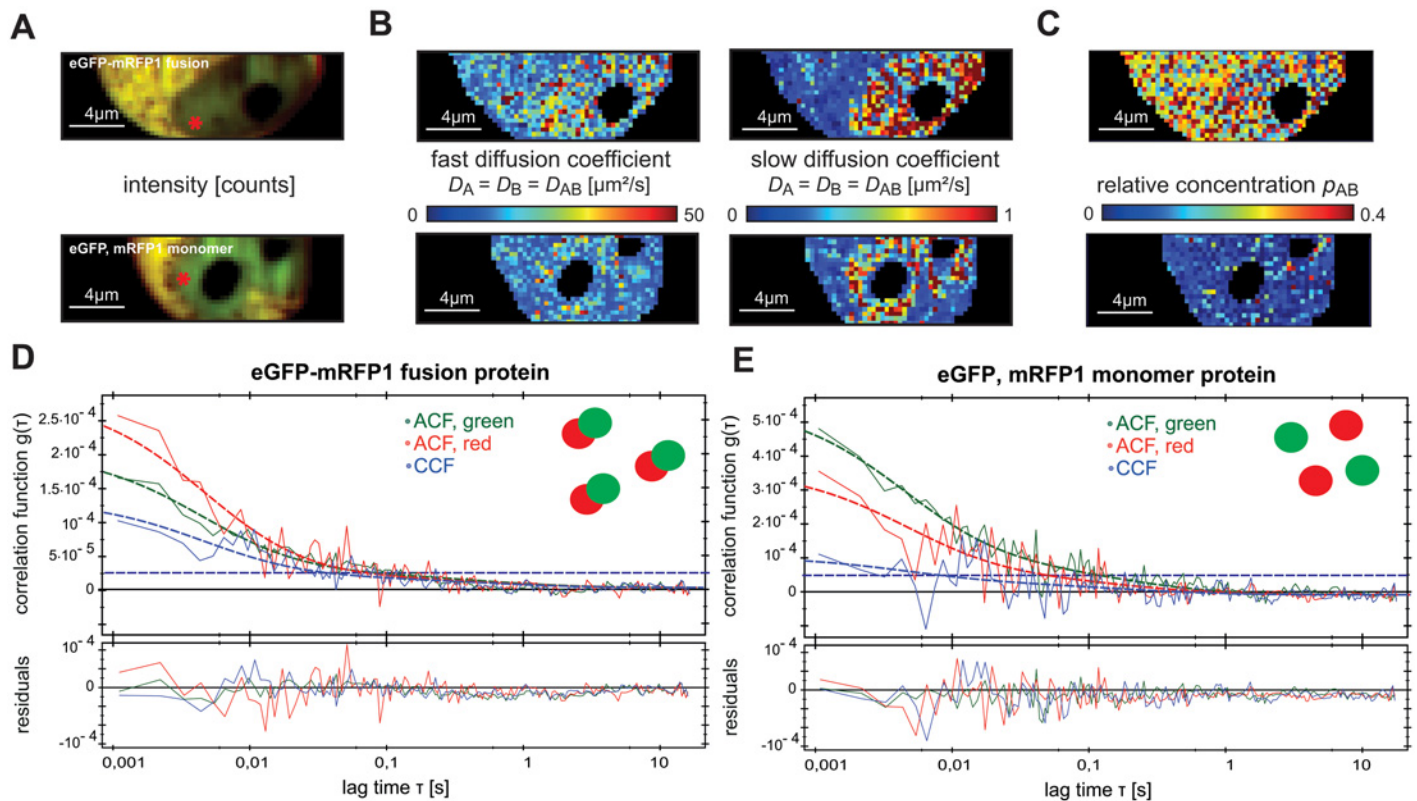 A
eGFP-mRFP1 fusion
4µm
*
intensity [counts]
eGFP, mRFP1 monomer
*
4µm
B
4µm
4µm
fast diffusion coefficient
D_A = D_B = D_AB [µm²/s]
0
50
slow diffusion coefficient
D_A = D_B = D_AB [µm²/s]
0
1
4µm
4µm
C
4µm
relative concentration p_AB
0
0.4
4µm
D
eGFP-mRFP1 fusion protein
correlation function g(τ)
2.5·10⁻⁴
2·10⁻⁴
1.5·10⁻⁴
1·10⁻⁴
5·10⁻⁵
0
ACF, green
ACF, red
CCF
residuals
10⁻⁴
0
-10⁻⁴
0,001
0,01
0,1
1
10
lag time τ [s]
E
eGFP, mRFP1 monomer protein
correlation function g(τ)
5·10⁻⁴
4·10⁻⁴
3·10⁻⁴
2·10⁻⁴
1·10⁻⁴
0
ACF, green
ACF, red
CCF
residuals
10⁻⁴
0
-10⁻⁴
0,001
0,01
0,1
1
10
lag time τ [s]